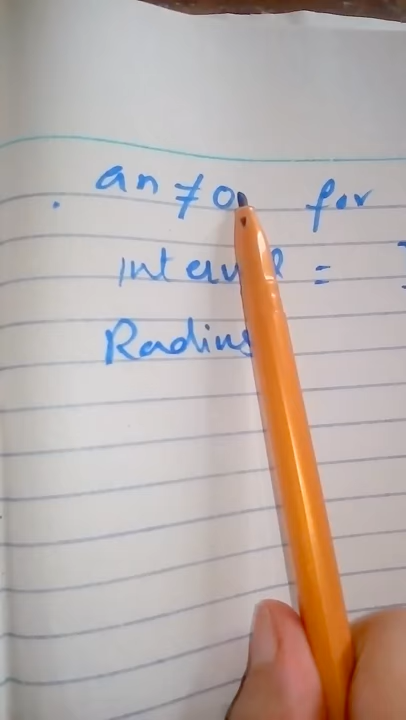 an ≠ 0, for
Interval =
Radius